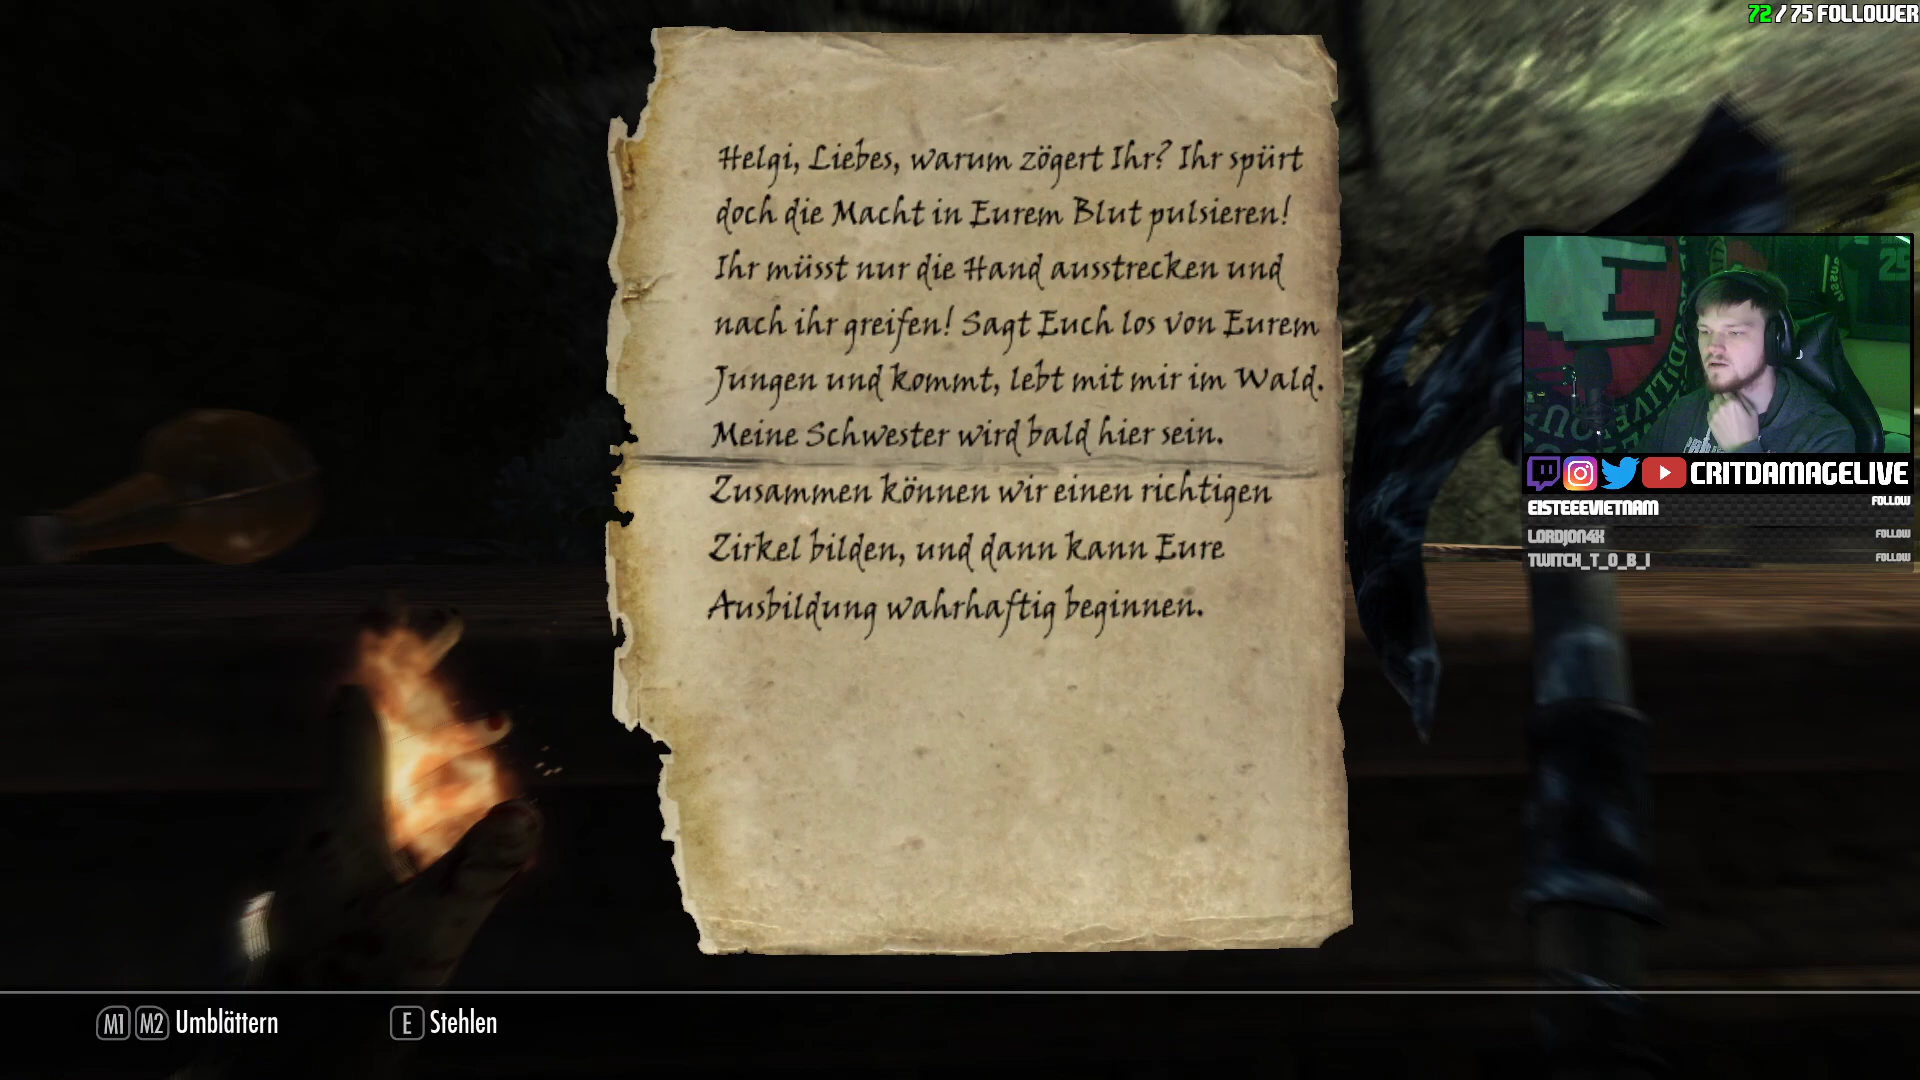 72 / 75 FOLLOWER
Helgi, Liebes, warum zögert Ihr? Ihr spürt
doch die Macht in Eurem Blut pulsieren!
Ihr müsst nur die Hand ausstrecken und
nach ihr greifen! Sagt Euch los von Eurem
Jungen und kommt, lebt mit mir im Wald.
Meine Schwester wird bald hier sein.
Zusammen können wir einen richtigen
Zirkel bilden, und dann kann Eure
Ausbildung wahrhaftig beginnen.
E
25
CRITDAMAGELIVE
EISTEEEVIETNAM FOLLOW
LORDJON4X FOLLOW
TWITCH_T_O_B_I FOLLOW
M1 M2 Umblättern
E Stehlen